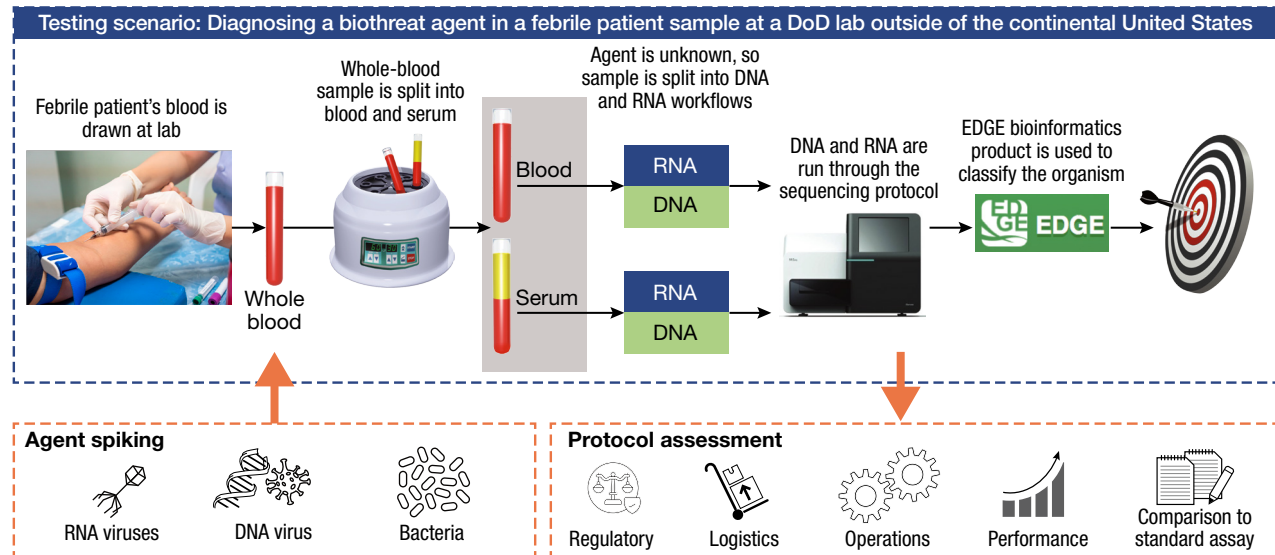 Testing scenario: Diagnosing a biothreat agent in a febrile patient sample at a DoD lab outside of the continental United States
Febrile patient's blood is
drawn at lab
Whole
blood
Whole-blood
sample is split into
blood and serum
Blood
Serum
Agent is unknown, so
sample is split into DNA
and RNA workflows
RNA
DNA
RNA
DNA
DNA and RNA are
run through the
sequencing protocol
EDGE bioinformatics
product is used to
classify the organism
ED
GE
EDGE
Agent spiking
RNA viruses
DNA virus
Bacteria
Protocol assessment
Regulatory
Logistics
Operations
Performance
Comparison to
standard assay